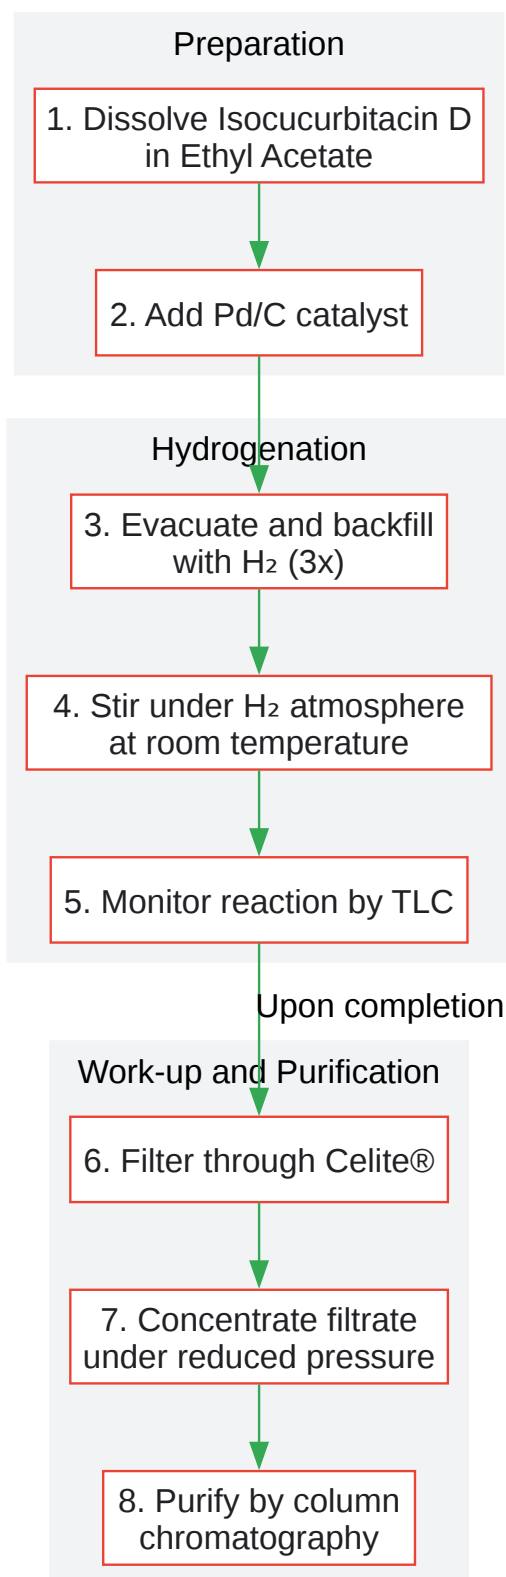 Preparation
1. Dissolve Isocucurbitacin D
in Ethyl Acetate
2. Add Pd/C catalyst
Hydrogenation
3. Evacuate and backfill
with H₂ (3x)
4. Stir under H₂ atmosphere
at room temperature
5. Monitor reaction by TLC
Upon completion
Work-up and Purification
6. Filter through Celite®
7. Concentrate filtrate
under reduced pressure
8. Purify by column
chromatography